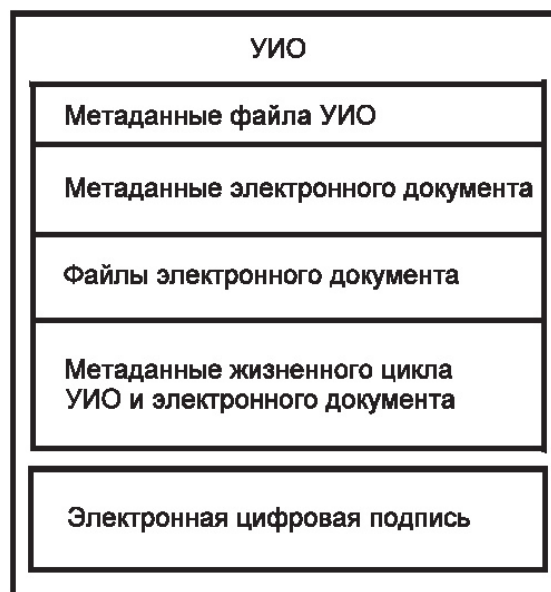 УИО
Метаданные файла УИО
Метаданные электронного документа
Файлы электронного документа
Метаданные жизненного цикла
УИО и электронного документа
Электронная цифровая подпись